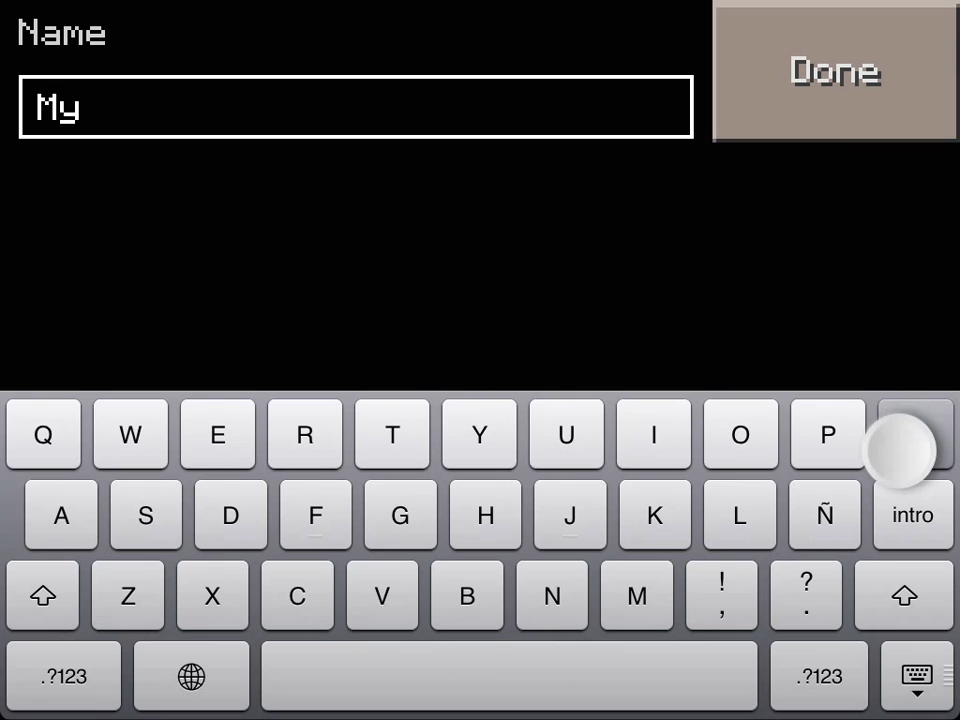 Name
Done
My
Q W E R T Y U I O P
A S D F G H J K L Ñ intro
Z X C V B N M ! , ? .
.?123 .?123